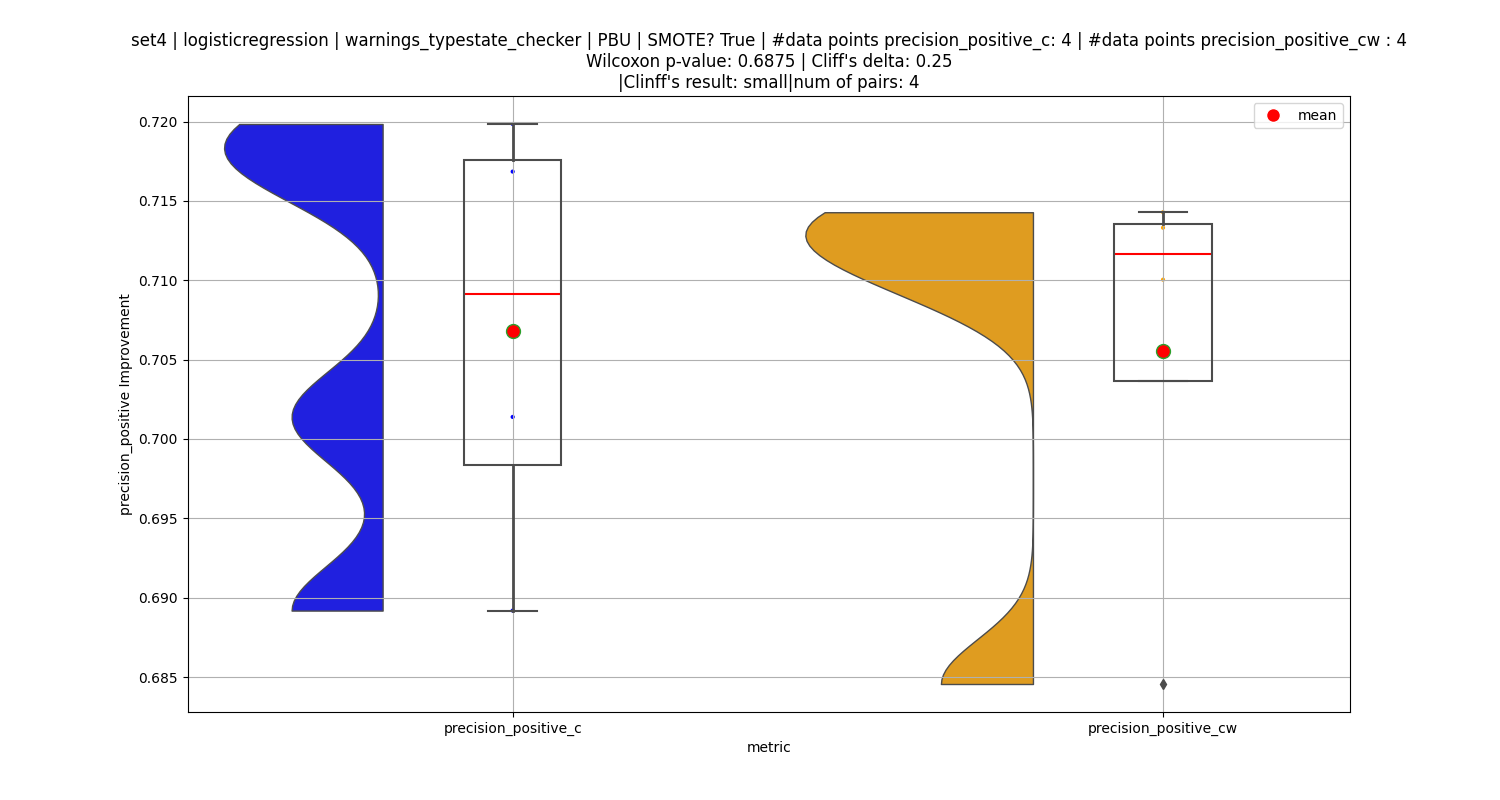 set4 | logisticregression | warnings_typestate_checker | PBU | SMOTE? True | #data points precision_positive_c: 4 | #data points precision_positive_cw : 4
Wilcoxon p-value: 0.6875 | Cliff's delta: 0.25
|Clinff's result: small|num of pairs: 4
mean
0.720
0.715
0.710
0.705
0.700
0.695
0.690
0.685
precision_positive Improvement
precision_positive_c
precision_positive_cw
metric